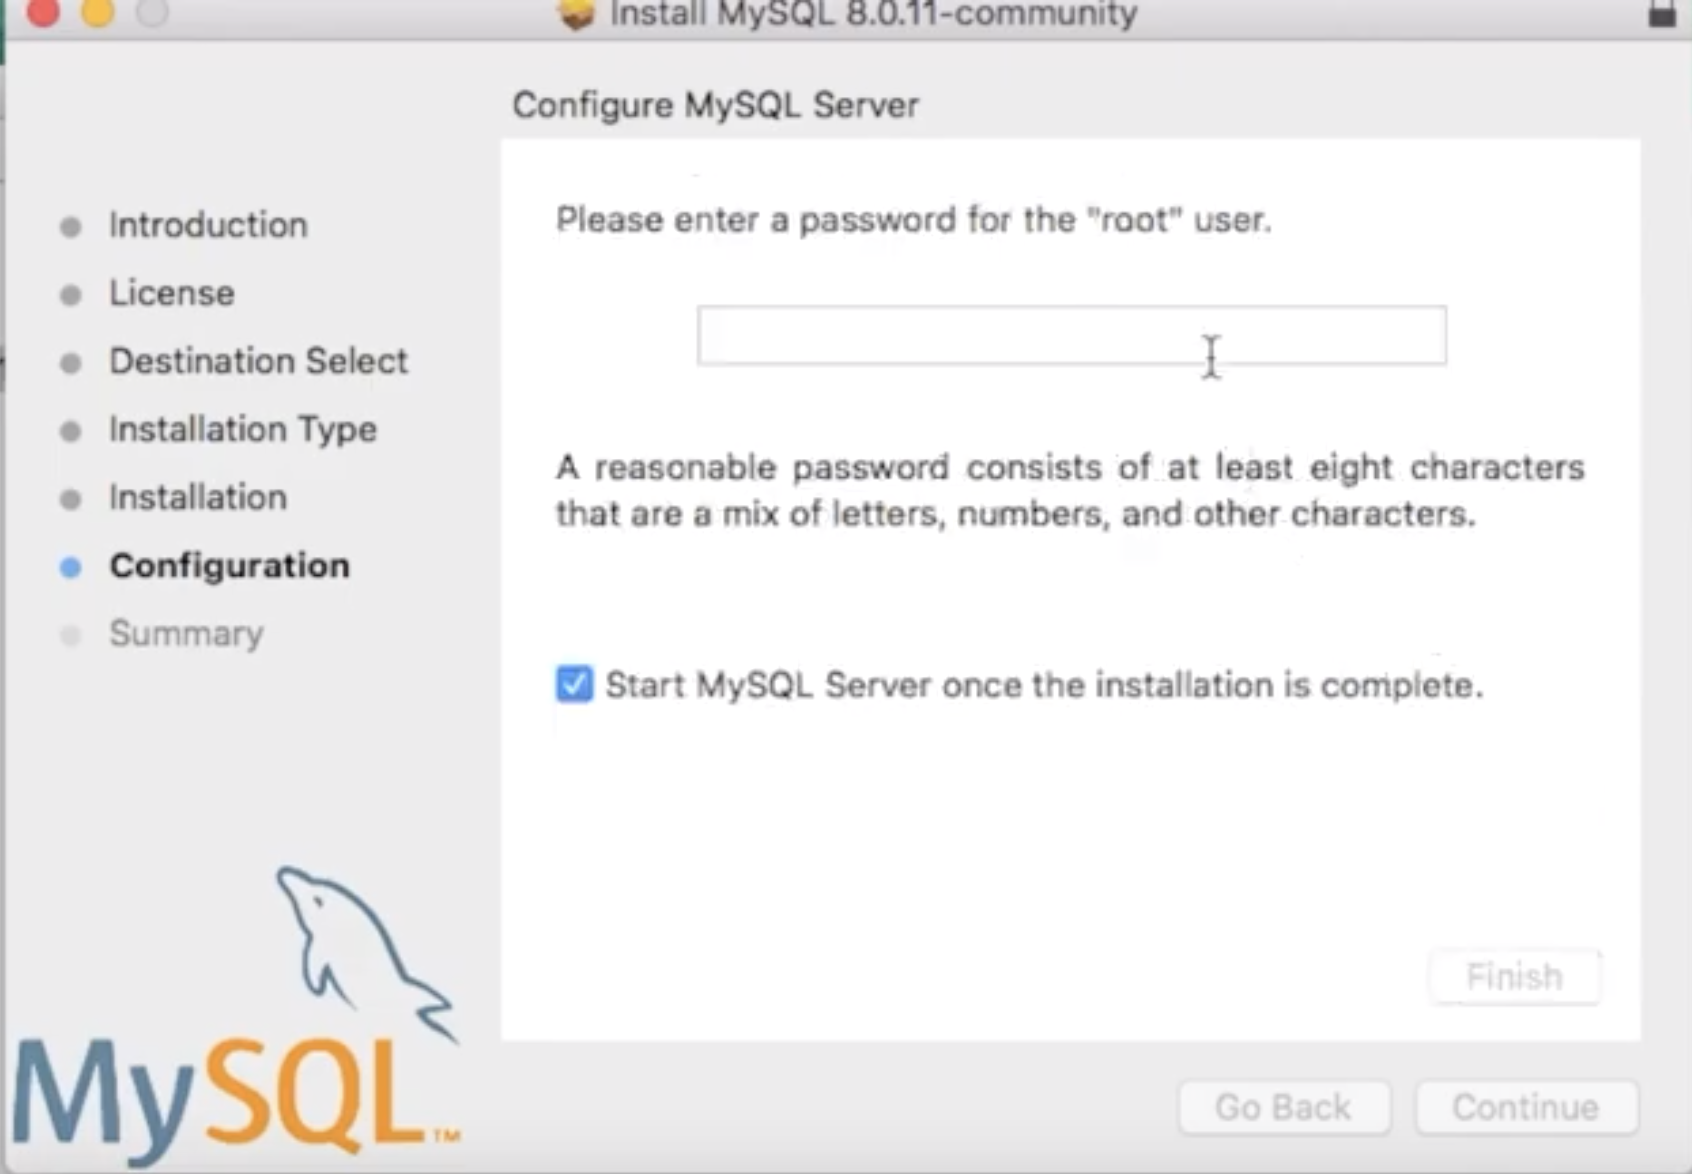 Install MySQL 8.0.11-community
Configure MySQL Server
Introduction
License
Destination Select
Installation Type
Installation
Configuration
Summary
Please enter a password for the "root" user.
A reasonable password consists of at least eight characters
that are a mix of letters, numbers, and other characters.
Start MySQL Server once the installation is complete.
Finish
MySQL™
Go Back
Continue